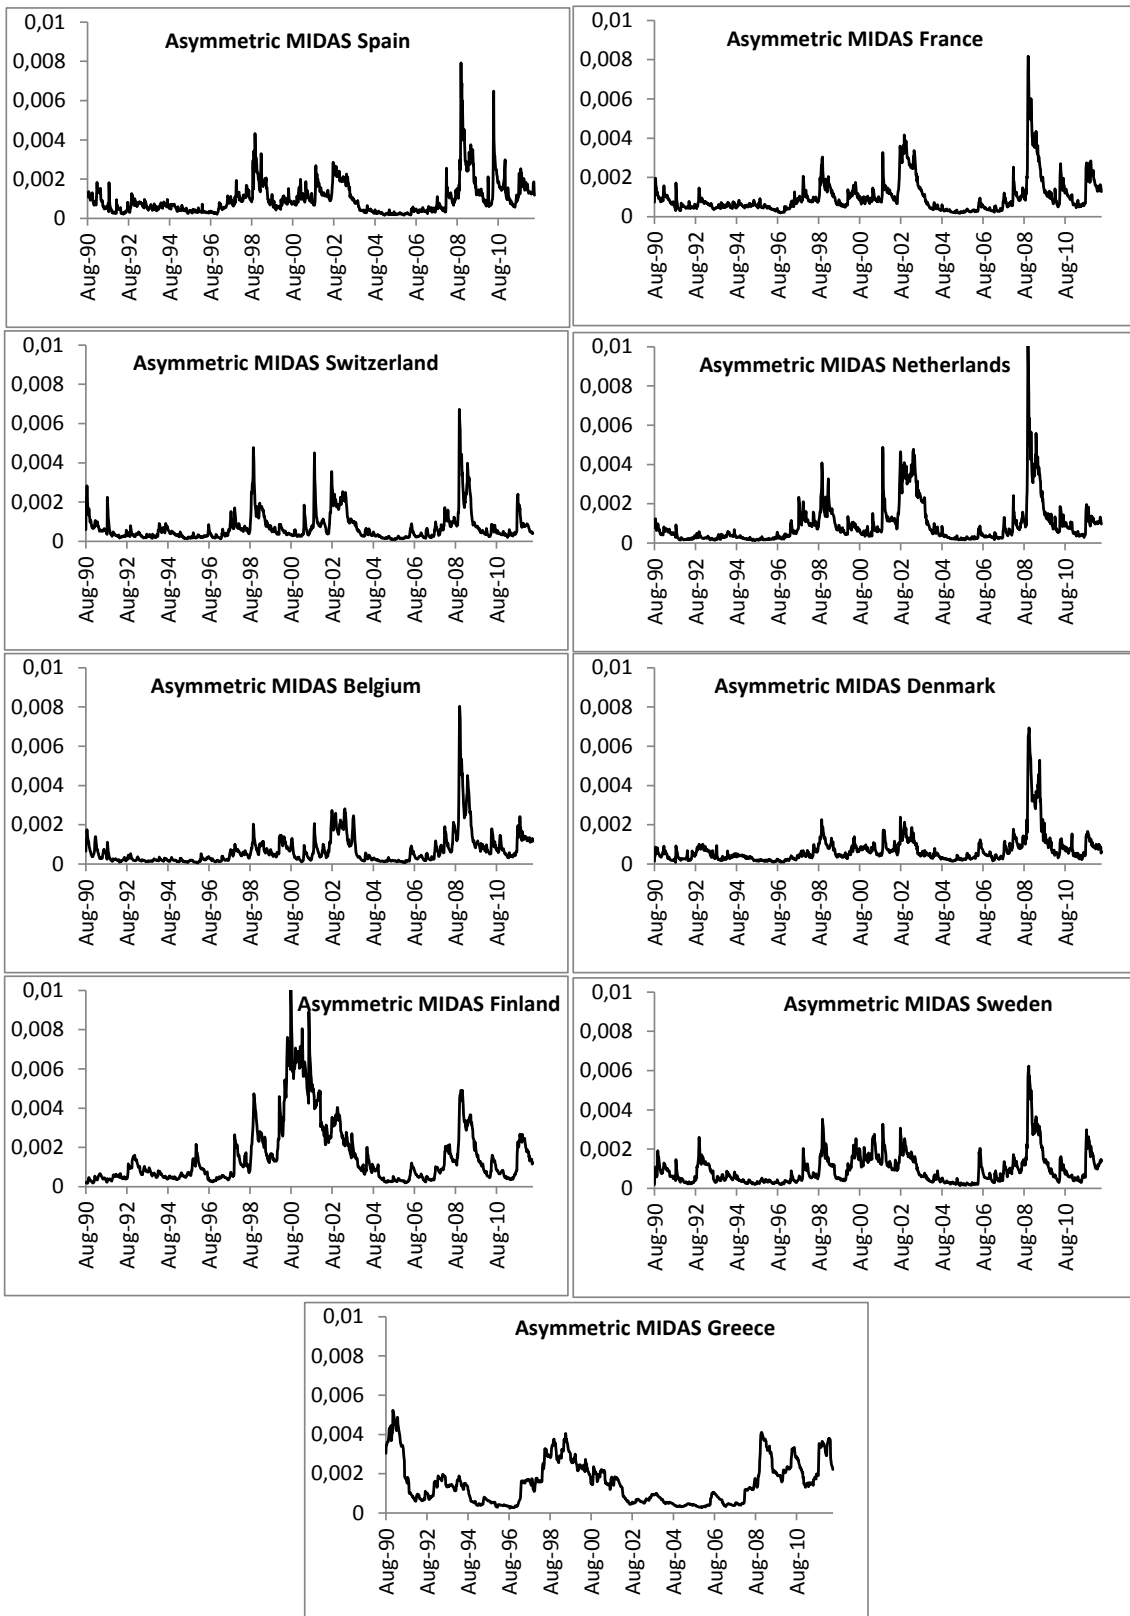 Asymmetric MIDAS Spain
0,01
0,008
0,006
0,004
0,002
0
Aug-90
Aug-92
Aug-94
Aug-96
Aug-98
Aug-00
Aug-02
Aug-04
Aug-06
Aug-08
Aug-10
Asymmetric MIDAS France
0,01
0,008
0,006
0,004
0,002
0
Aug-90
Aug-92
Aug-94
Aug-96
Aug-98
Aug-00
Aug-02
Aug-04
Aug-06
Aug-08
Aug-10
Asymmetric MIDAS Switzerland
0,01
0,008
0,006
0,004
0,002
0
Aug-90
Aug-92
Aug-94
Aug-96
Aug-98
Aug-00
Aug-02
Aug-04
Aug-06
Aug-08
Aug-10
Asymmetric MIDAS Netherlands
0,01
0,008
0,006
0,004
0,002
0
Aug-90
Aug-92
Aug-94
Aug-96
Aug-98
Aug-00
Aug-02
Aug-04
Aug-06
Aug-08
Aug-10
Asymmetric MIDAS Belgium
0,01
0,008
0,006
0,004
0,002
0
Aug-90
Aug-92
Aug-94
Aug-96
Aug-98
Aug-00
Aug-02
Aug-04
Aug-06
Aug-08
Aug-10
Asymmetric MIDAS Denmark
0,01
0,008
0,006
0,004
0,002
0
Aug-90
Aug-92
Aug-94
Aug-96
Aug-98
Aug-00
Aug-02
Aug-04
Aug-06
Aug-08
Aug-10
Asymmetric MIDAS Finland
0,01
0,008
0,006
0,004
0,002
0
Aug-90
Aug-92
Aug-94
Aug-96
Aug-98
Aug-00
Aug-02
Aug-04
Aug-06
Aug-08
Aug-10
Asymmetric MIDAS Sweden
0,01
0,008
0,006
0,004
0,002
0
Aug-90
Aug-92
Aug-94
Aug-96
Aug-98
Aug-00
Aug-02
Aug-04
Aug-06
Aug-08
Aug-10
Asymmetric MIDAS Greece
0,01
0,008
0,006
0,004
0,002
0
Aug-90
Aug-92
Aug-94
Aug-96
Aug-98
Aug-00
Aug-02
Aug-04
Aug-06
Aug-08
Aug-10